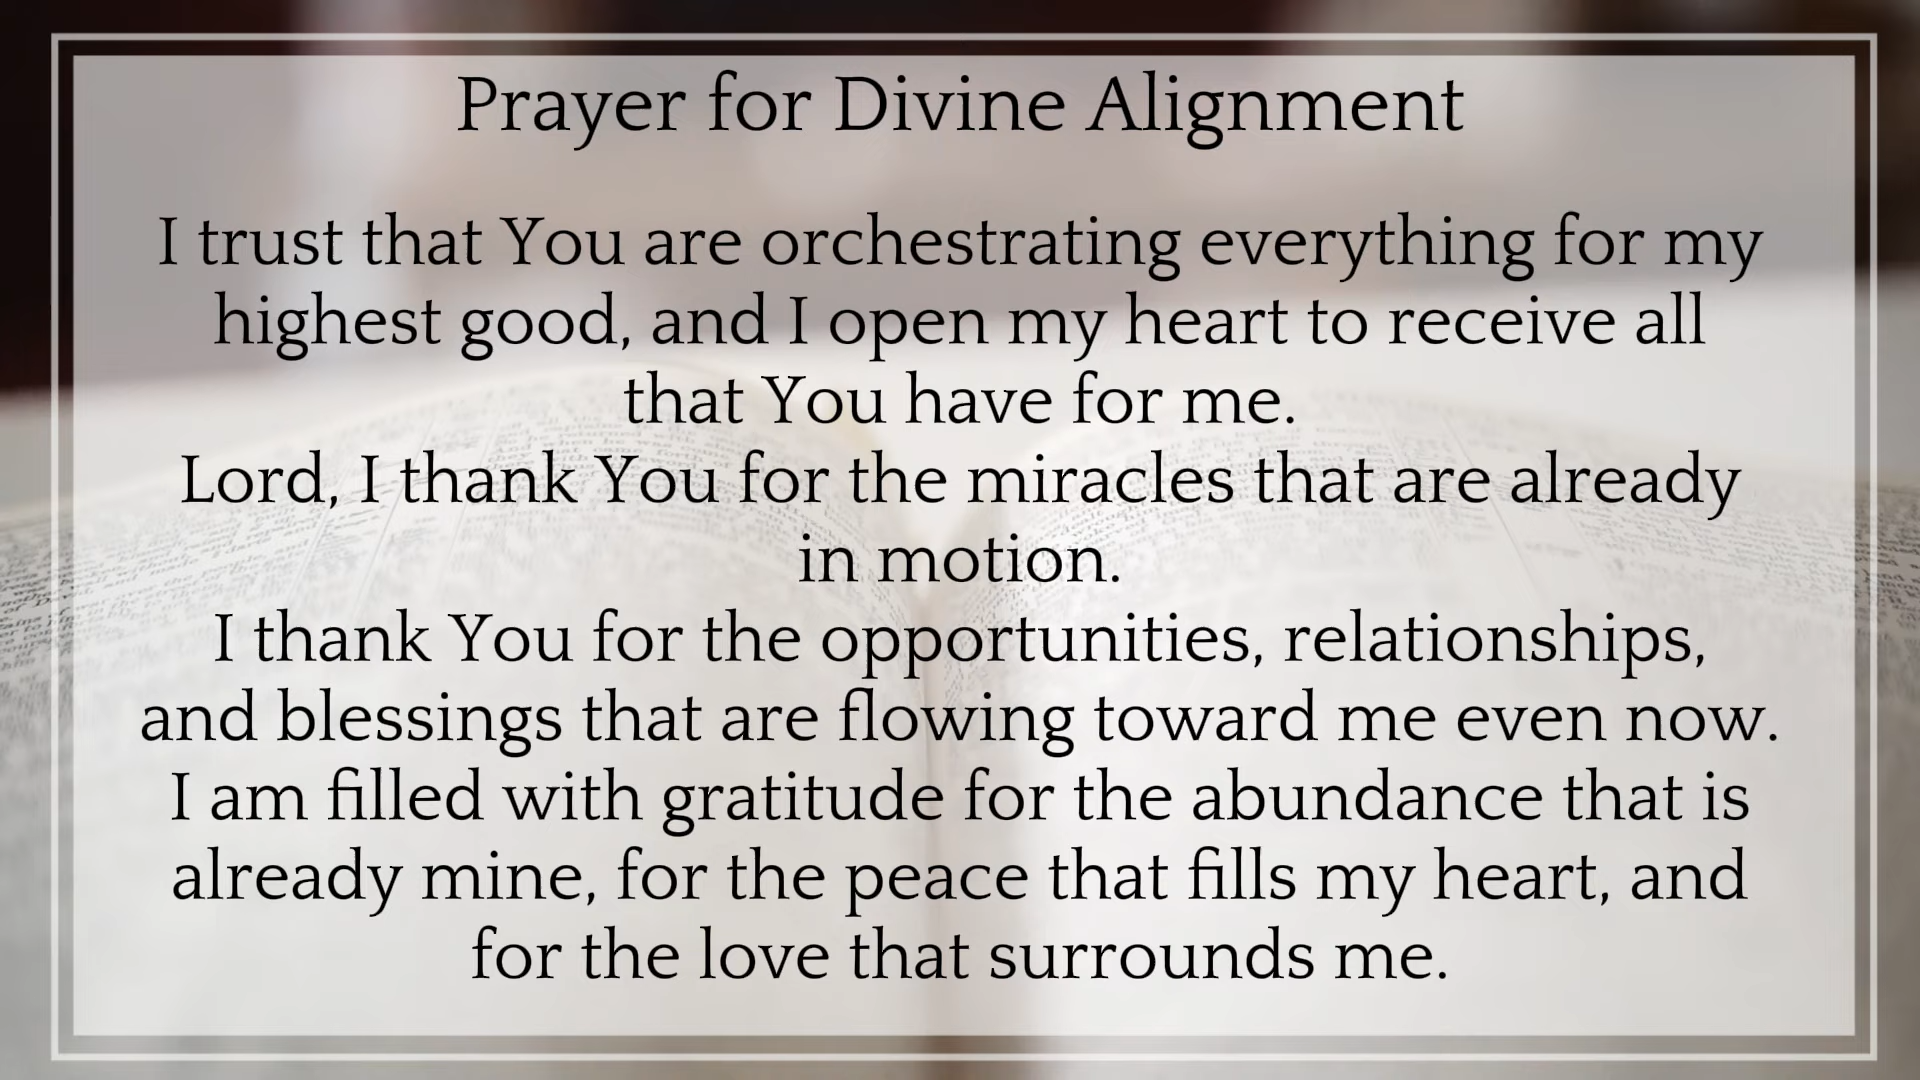 Prayer for Divine Alignment
I trust that You are orchestrating everything for my
highest good, and I open my heart to receive all
that You have for me.
Lord, I thank You for the miracles that are already
in motion.
I thank You for the opportunities, relationships,
and blessings that are flowing toward me even now.
I am filled with gratitude for the abundance that is
already mine, for the peace that fills my heart, and
for the love that surrounds me.